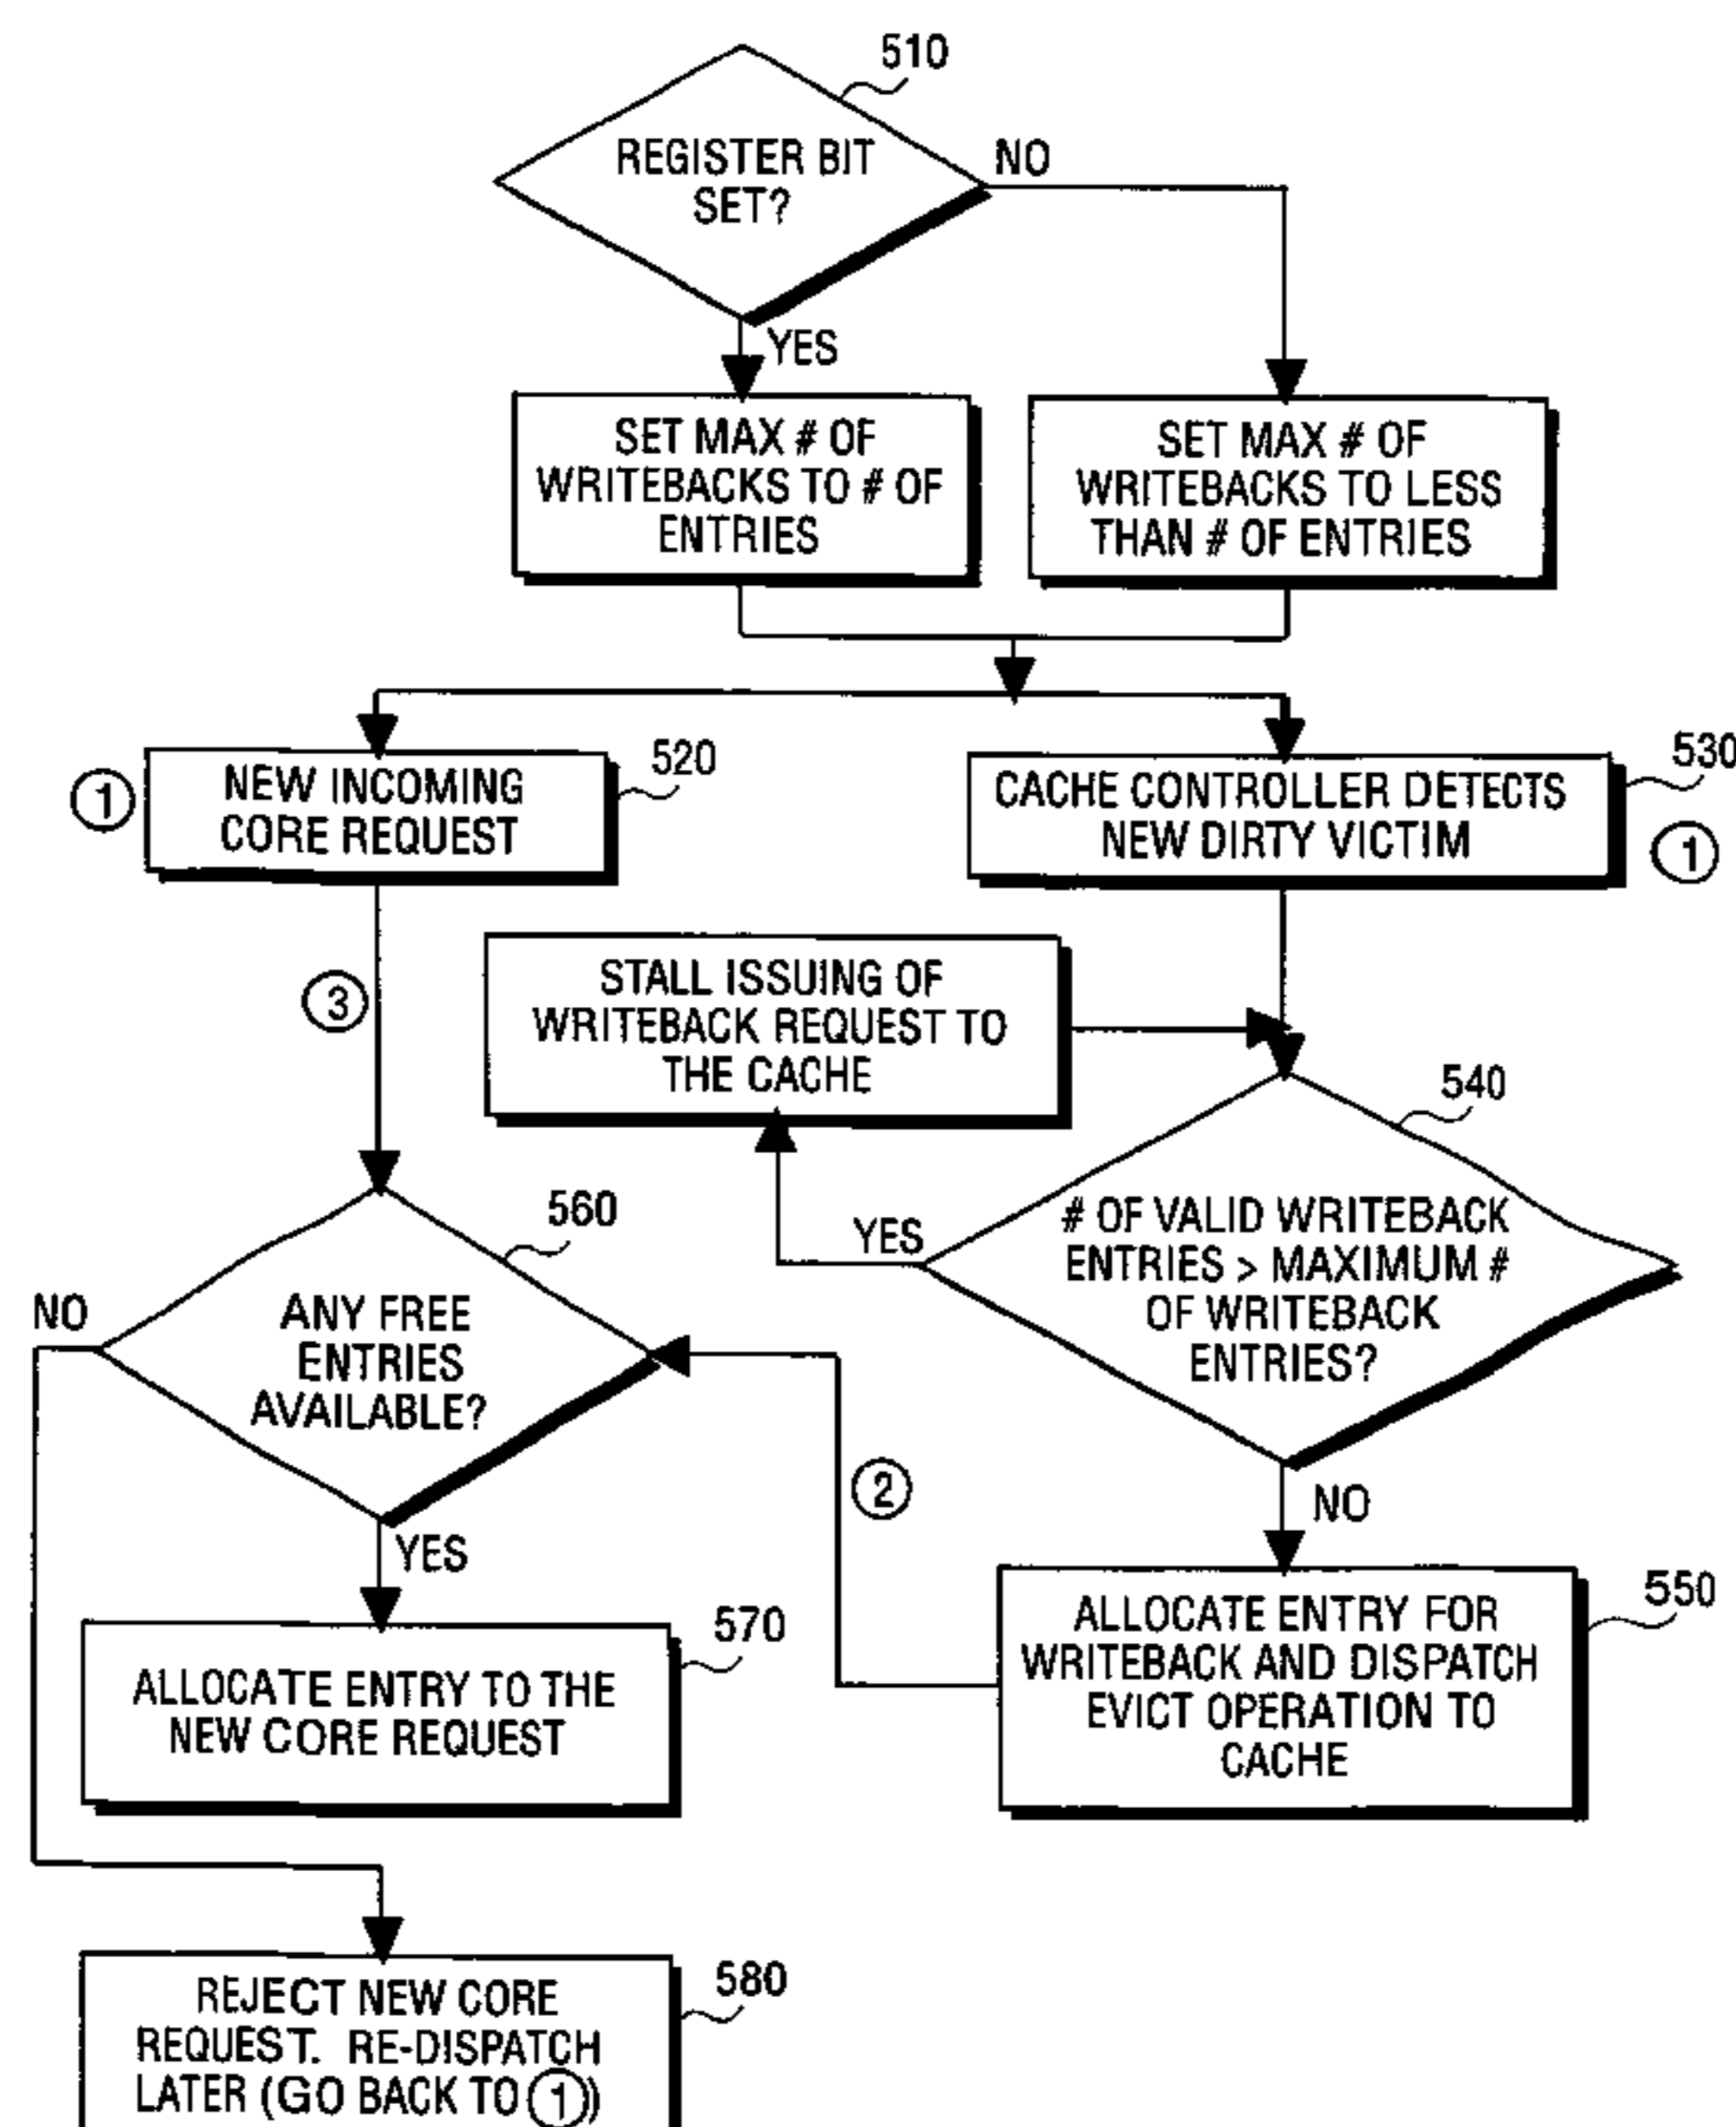 510
REGISTER BIT
SET?
NO
YES
SET MAX # OF
WRITEBACKS TO # OF
ENTRIES
SET MAX # OF
WRITEBACKS TO LESS
THAN # OF ENTRIES
1
NEW INCOMING
CORE REQUEST
520
CACHE CONTROLLER DETECTS
NEW DIRTY VICTIM
530
1
3
STALL ISSUING OF
WRITEBACK REQUEST TO
THE CACHE
540
# OF VALID WRITEBACK
ENTRIES > MAXIMUM #
OF WRITEBACK
ENTRIES?
YES
560
NO
ANY FREE
ENTRIES
AVAILABLE?
2
NO
YES
550
ALLOCATE ENTRY FOR
WRITEBACK AND DISPATCH
EVICT OPERATION TO
CACHE
570
ALLOCATE ENTRY TO THE
NEW CORE REQUEST
580
REJECT NEW CORE
REQUEST. RE-DISPATCH
LATER (GO BACK TO 1)